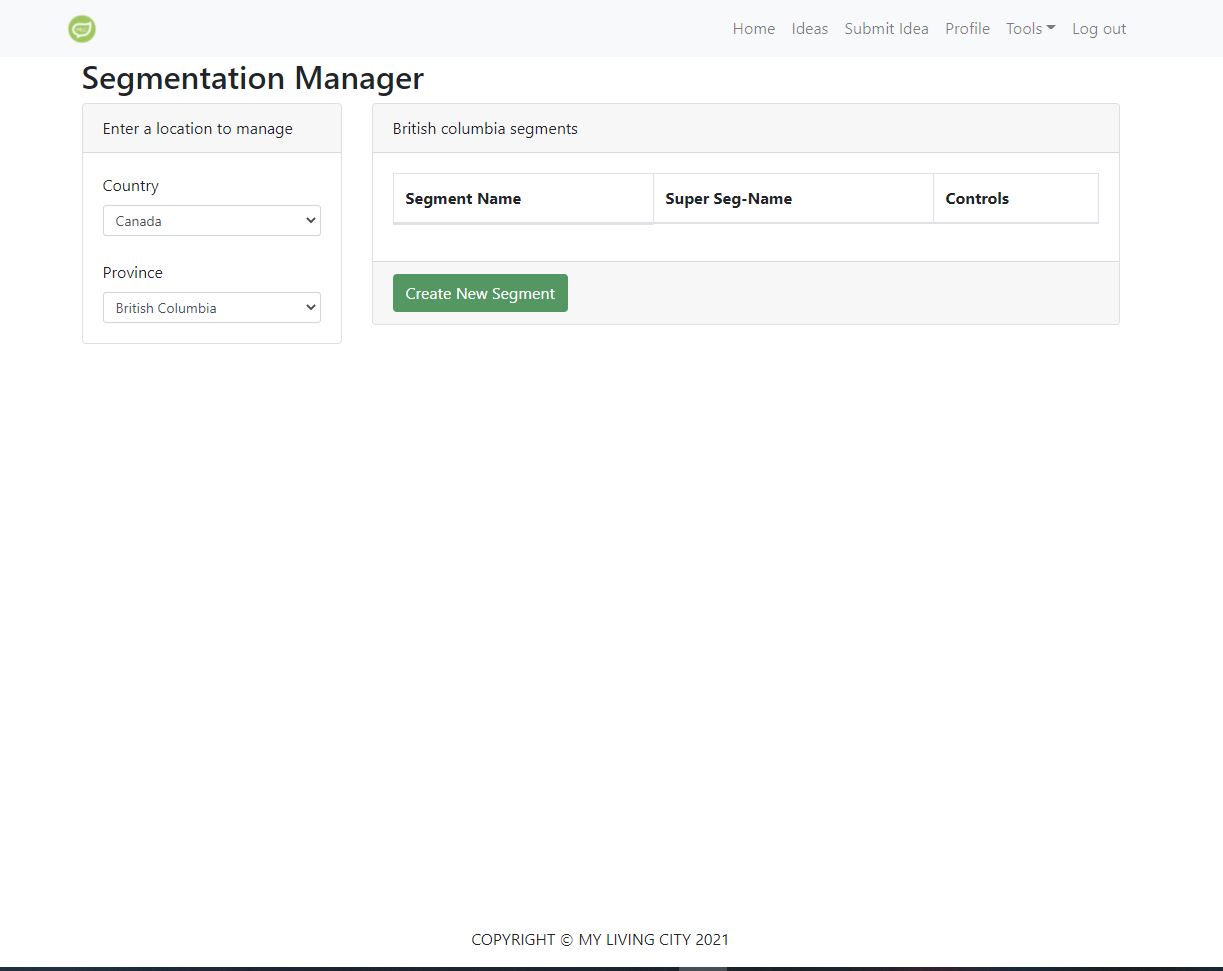 Home Ideas Submit Idea Profile Tools Log out
Segmentation Manager
Enter a location to manage
Country
Canada
Province
British Columbia
British columbia segments
Segment Name Super Seg-Name Controls
Create New Segment
COPYRIGHT © MY LIVING CITY 2021